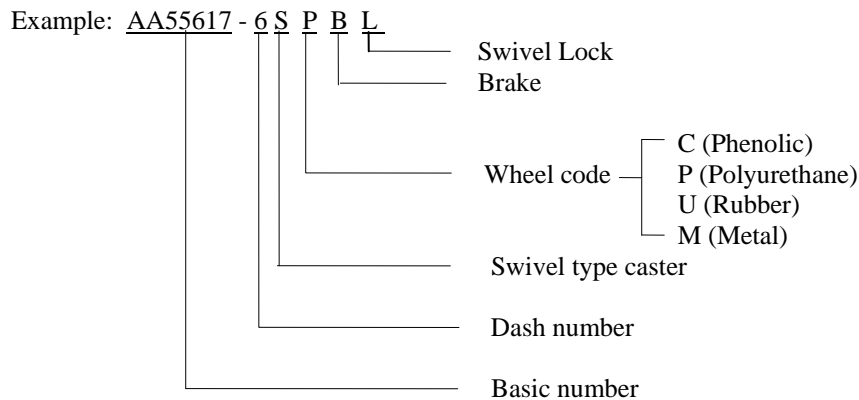 Example: AA55617 - 6 S P B L
Swivel Lock
Brake
C (Phenolic)
Wheel code
P (Polyurethane)
U (Rubber)
M (Metal)
Swivel type caster
Dash number
Basic number